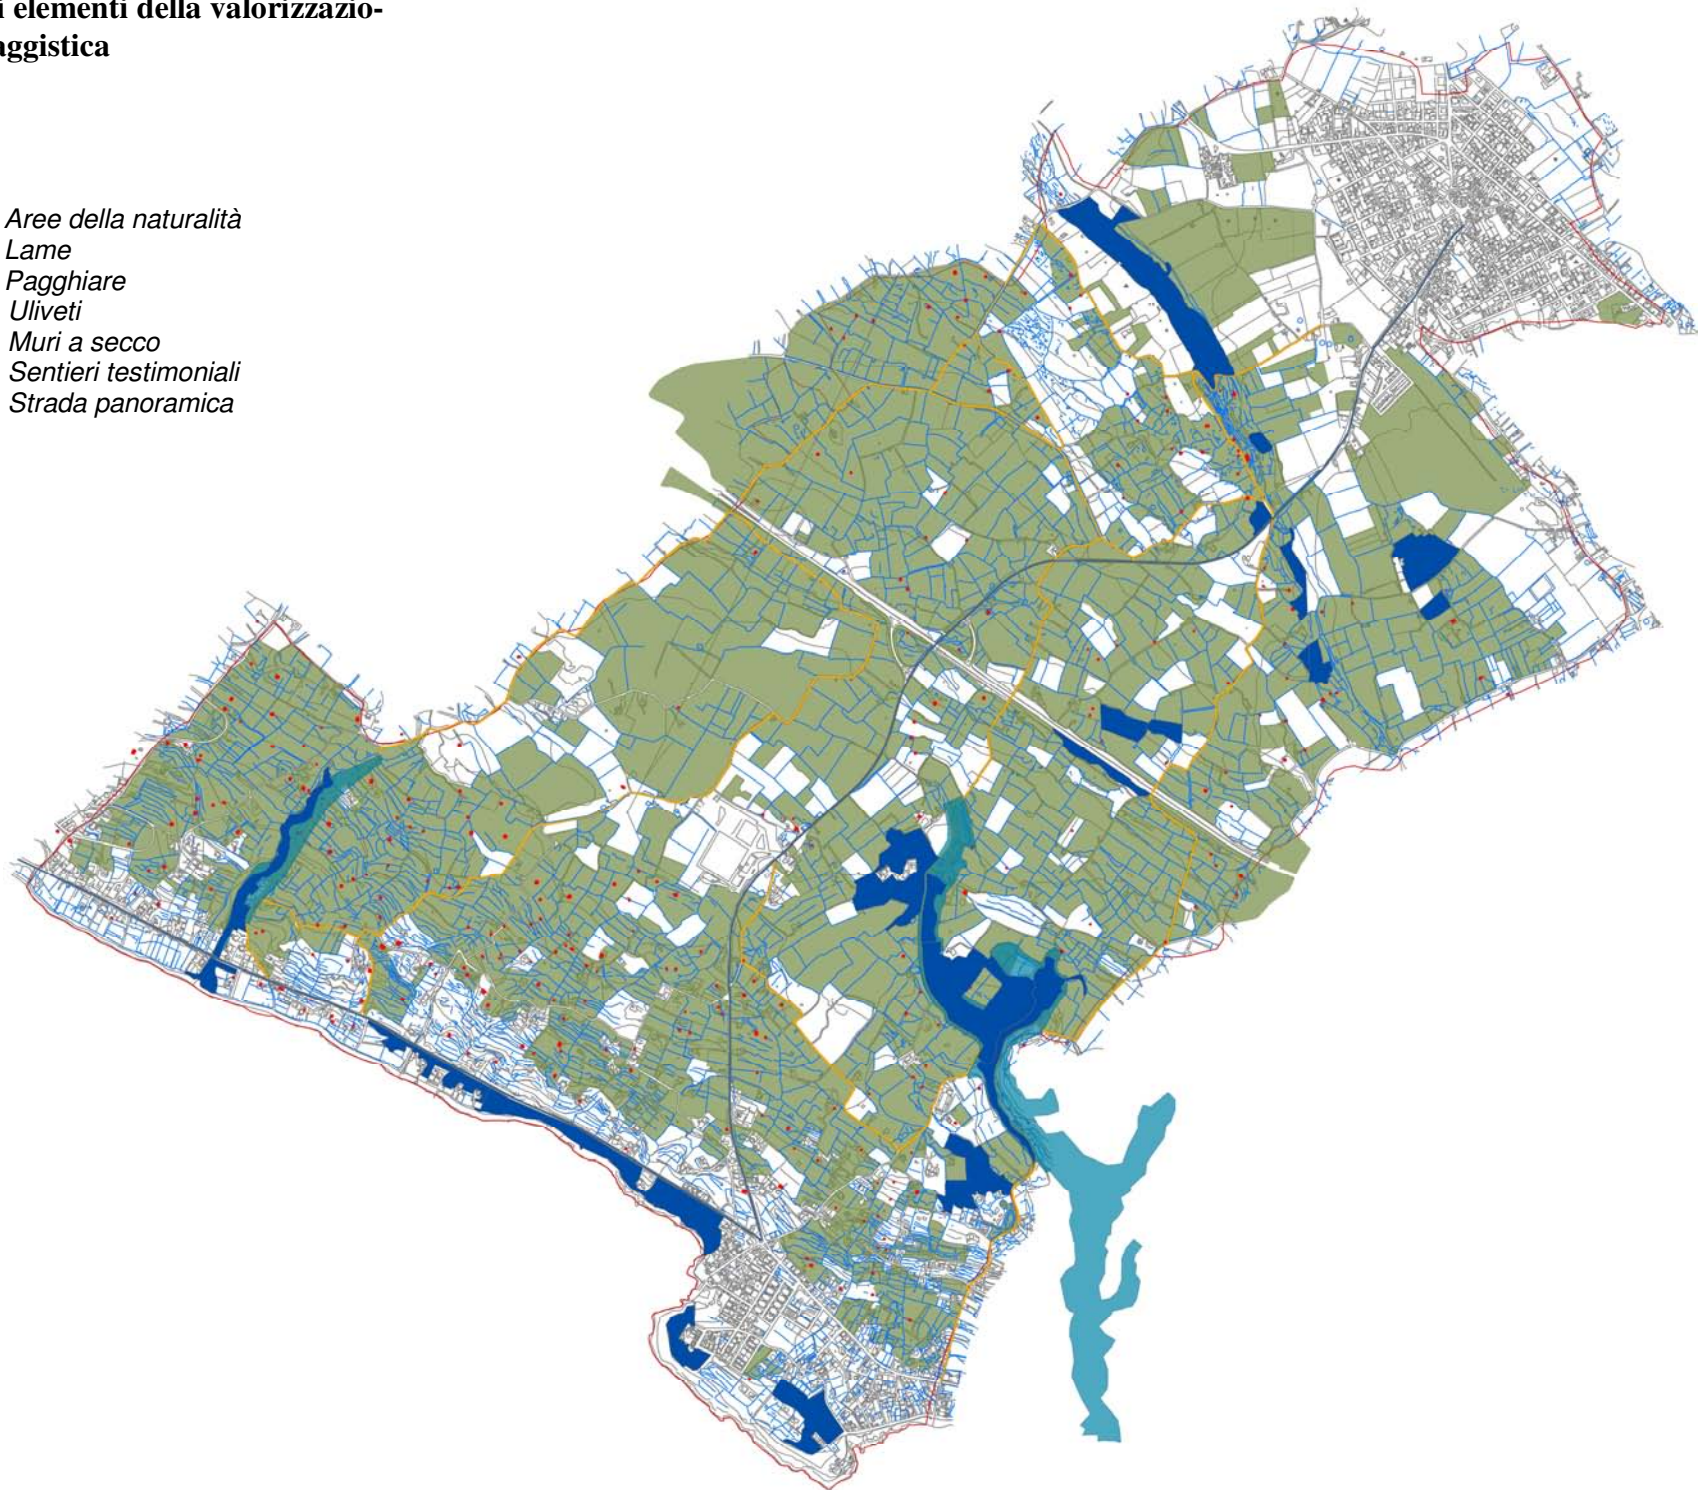 i elementi della valorizzazio-
aggistica
Aree della naturalità
Lame
Pagghiare
Uliveti
Muri a secco
Sentieri testimoniali
Strada panoramica